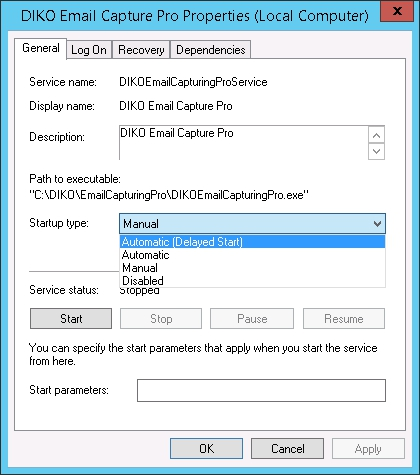 DIKO Email Capture Pro Properties (Local Computer)
x
General Log On Recovery Dependencies
Service name: DIKOEmailCapturingProService
Display name: DIKO Email Capture Pro
Description: DIKO Email Capture Pro
Path to executable:
"C:\DIKO\EmailCapturingPro\DIKOEmailCapturingPro.exe"
Startup type: Manual
Automatic (Delayed Start)
Automatic
Manual
Disabled
Service status: Stopped
Start Stop Pause Resume
You can specify the start parameters that apply when you start the service
from here.
Start parameters:
OK Cancel Apply